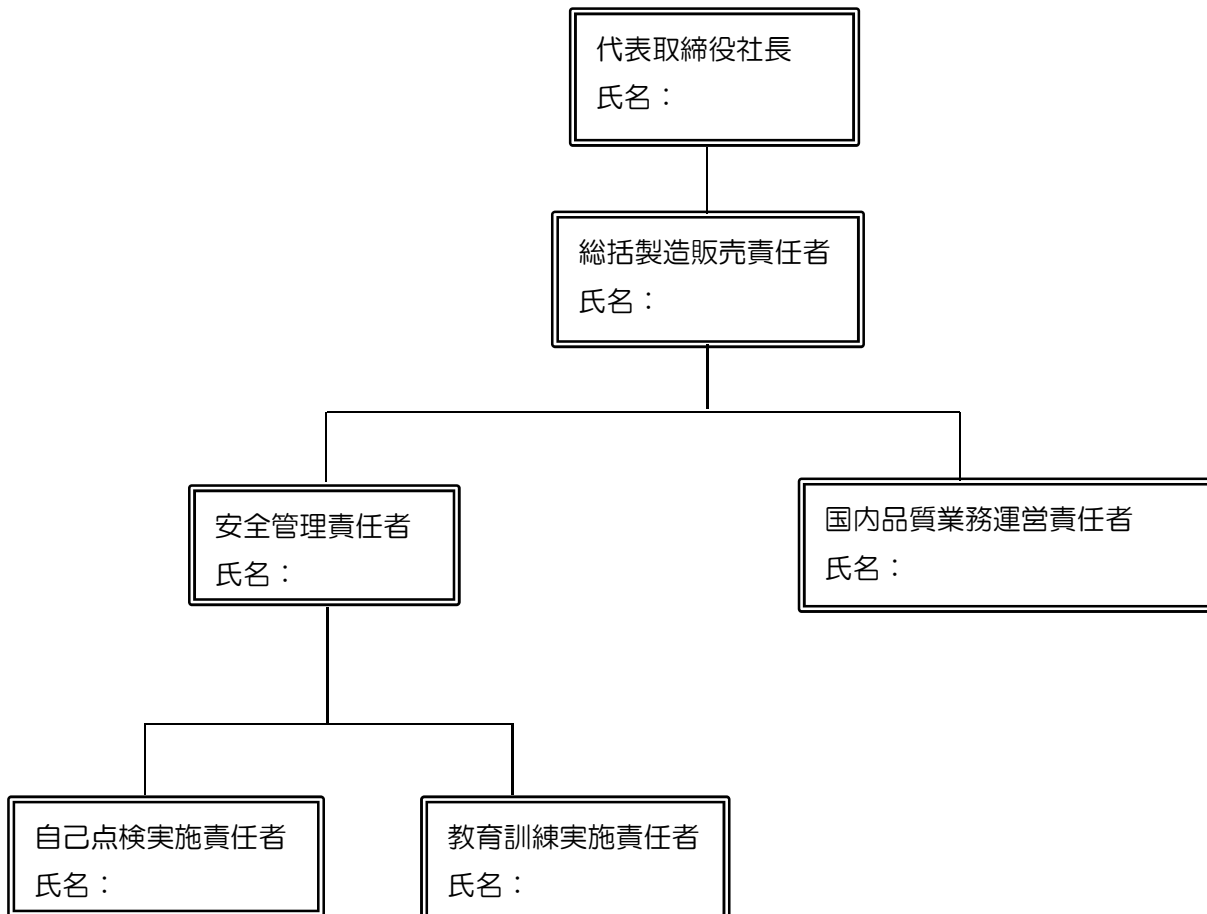 代表取締役社長
氏名：
総括製造販売責任者
氏名：
安全管理責任者
氏名：
国内品質業務運営責任者
氏名：
自己点検実施責任者
氏名：
教育訓練実施責任者
氏名：